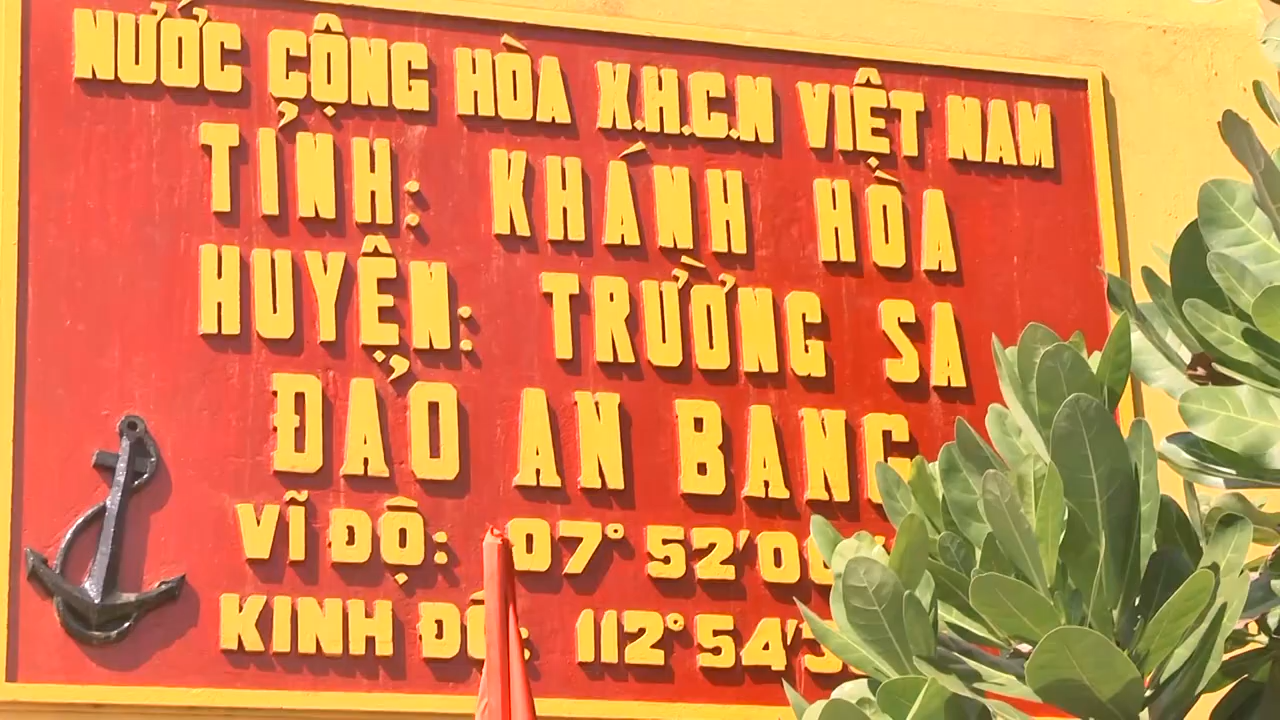 NƯỚC CỘNG HÒA X.H.C.N VIỆT NAM
TỈNH: KHÁNH HÒA
HUYỆN: TRƯỜNG SA
ĐẢO AN BANG
VĨ ĐỘ: 07° 52'
KINH ĐỘ: 112° 54'